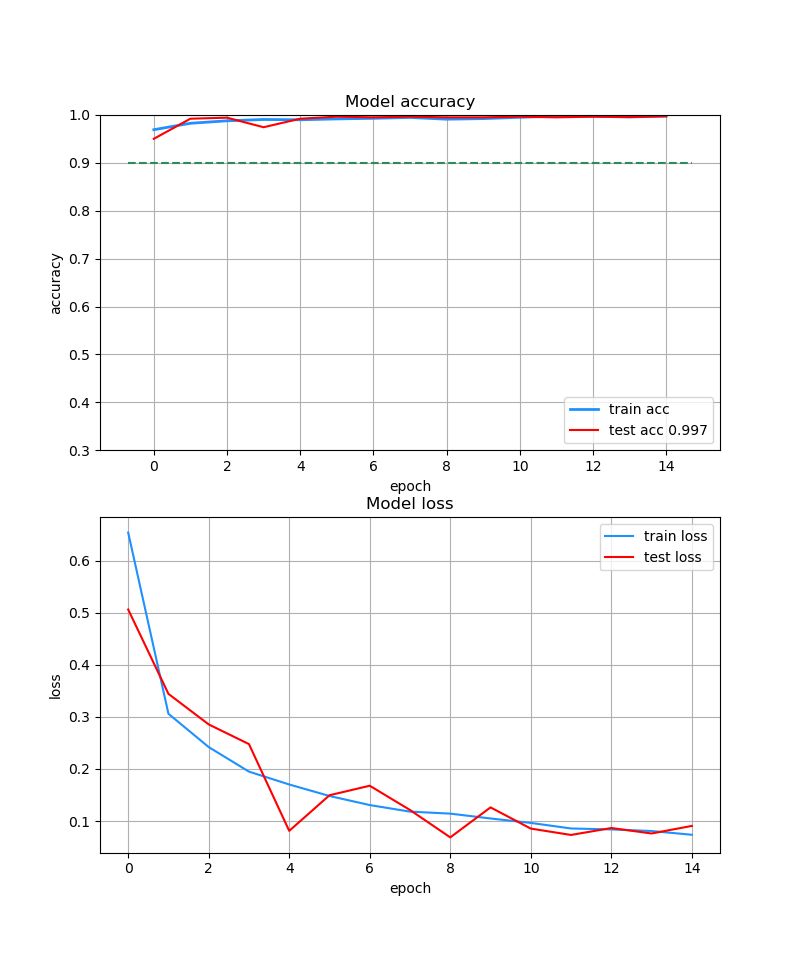 Model accuracy
1.0
0.9
0.8
0.7
0.6
0.5
0.4
0.3
accuracy
train acc
test acc 0.997
0 2 4 6 8 10 12 14
epoch
Model loss
0.6
0.5
0.4
0.3
0.2
0.1
loss
train loss
test loss
0 2 4 6 8 10 12 14
epoch